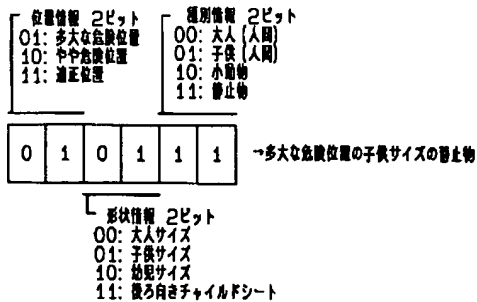 位置情報 2ビット
01: 多大な危険位置
10: やや危険位置
11: 適正位置
種別情報 2ビット
00: 大人 (人間)
01: 子供 (人間)
10: 小動物
11: 静止物
0 1 0 1 1 1
→多大な危険位置の子供サイズの静止物
形状情報 2ビット
00: 大人サイズ
01: 子供サイズ
10: 幼児サイズ
11: 後ろ向きチャイルドシート